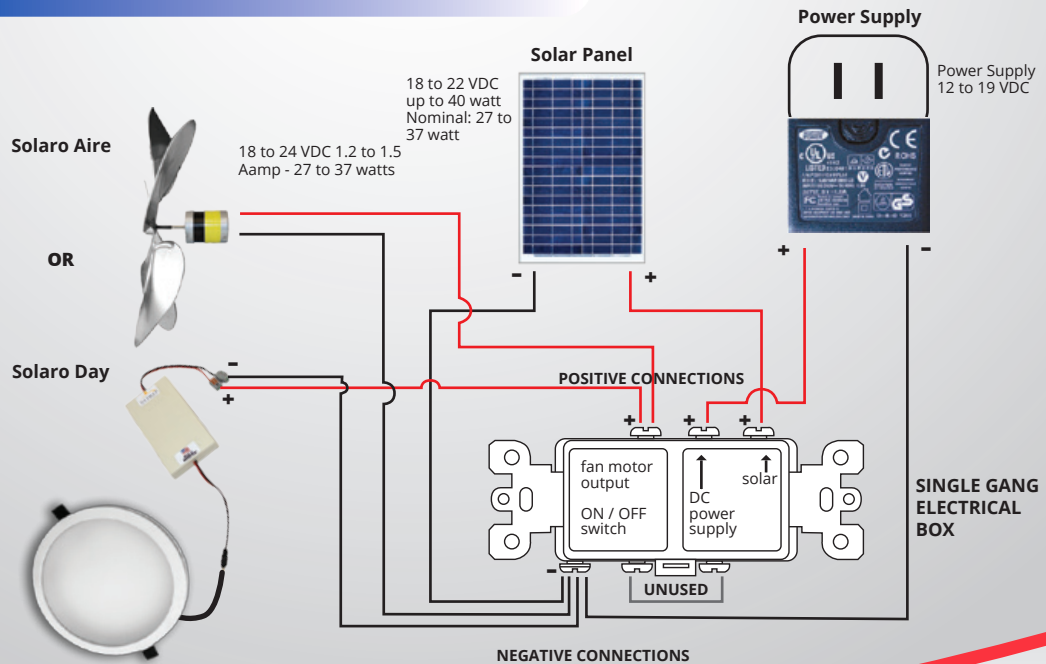 Power Supply
Solar Panel
18 to 22 VDC
up to 40 watt
Nominal: 27 to
37 watt
Power Supply
12 to 19 VDC
Solaro Aire
18 to 24 VDC 1.2 to 1.5
Aamp - 27 to 37 watts
OR
LISTED
CE
ROHS
FC
GS
+
-
-
+
Solaro Day
-
+
POSITIVE CONNECTIONS
+
+
+
fan motor
output
ON / OFF
switch
DC
power
supply
solar
SINGLE GANG
ELECTRICAL
BOX
-
UNUSED
NEGATIVE CONNECTIONS